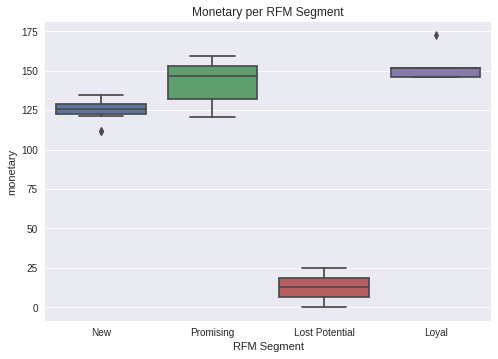 Monetary per RFM Segment
175
150
125
100
75
50
25
0
monetary
New
Promising
Lost Potential
Loyal
RFM Segment